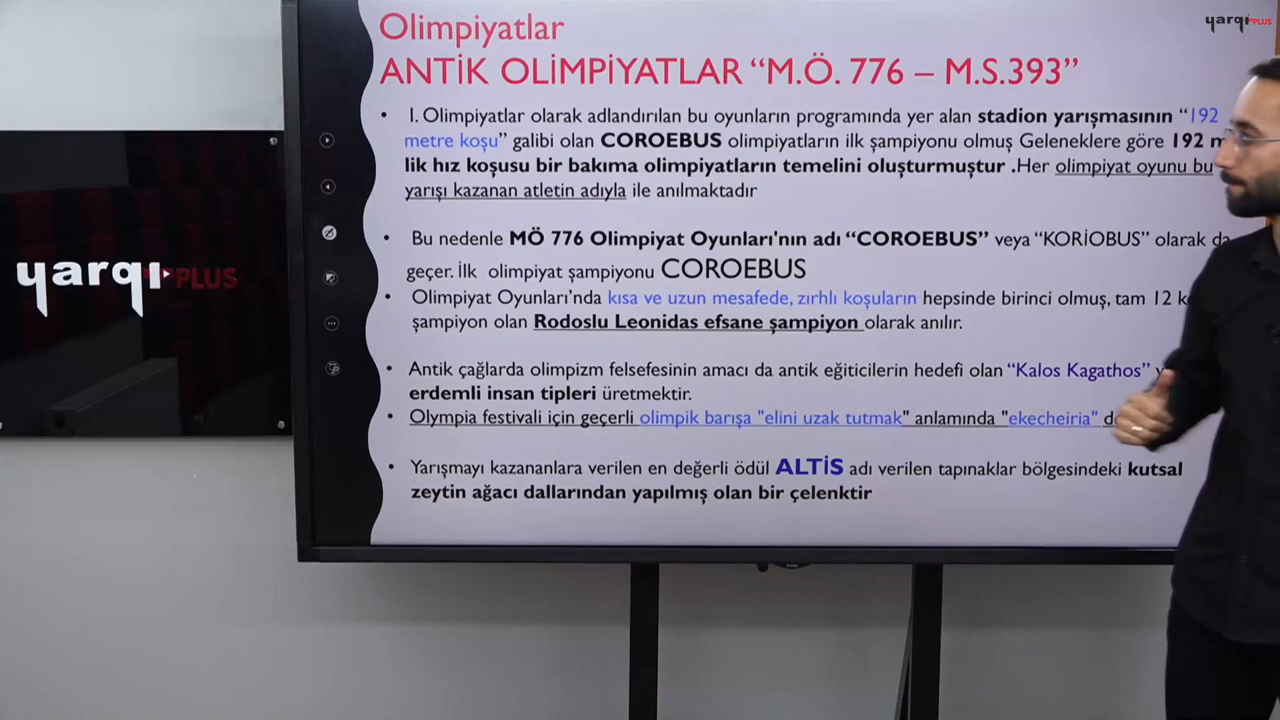 yargı PLUS
Olimpiyatlar
ANTİK OLİMPİYATLAR “M.Ö. 776 – M.S.393”
• I. Olimpiyatlar olarak adlandırılan bu oyunların programında yer alan stadion yarışmasının “192
metre koşu” galibi olan COROEBUS olimpiyatların ilk şampiyonu olmuş Geleneklere göre 192 m
lik hız koşusu bir bakıma olimpiyatların temelini oluşturmuştur .Her olimpiyat oyunu bu
yarışı kazanan atletin adıyla ile anılmaktadır
• Bu nedenle MÖ 776 Olimpiyat Oyunları'nın adı “COROEBUS” veya “KORİOBUS” olarak da
geçer. İlk olimpiyat şampiyonu COROEBUS
• Olimpiyat Oyunları'nda kısa ve uzun mesafede, zırhlı koşuların hepsinde birinci olmuş, tam 12
şampiyon olan Rodoslu Leonidas efsane şampiyon olarak anılır.
• Antik çağlarda olimpizm felsefesinin amacı da antik eğiticilerin hedefi olan “Kalos Kagathos”
erdemli insan tipleri üretmektir.
• Olympia festivali için geçerli olimpik barışa "elini uzak tutmak" anlamında "ekecheiria"
• Yarışmayı kazananlara verilen en değerli ödül ALTİS adı verilen tapınaklar bölgesindeki kutsal
zeytin ağacı dallarından yapılmış olan bir çelenktir
yargı PLUS